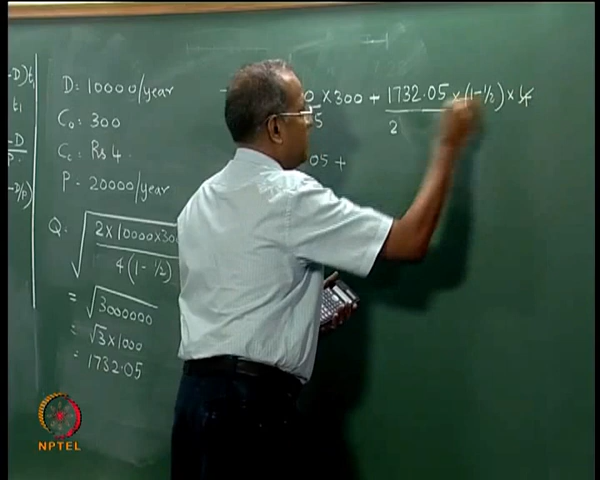 -D)t₁
t₁
-D
P
-D/P)
D = 10000/year
C₀ = 300
Cc = Rs 4
P = 20000/year
Q = √ 2×10000×300
4(1-½)
= √3000000
= √3×1000
= 1732.05
0 ×300 + 1732.05 × (1-½) × 4
5 2
05 +
NPTEL